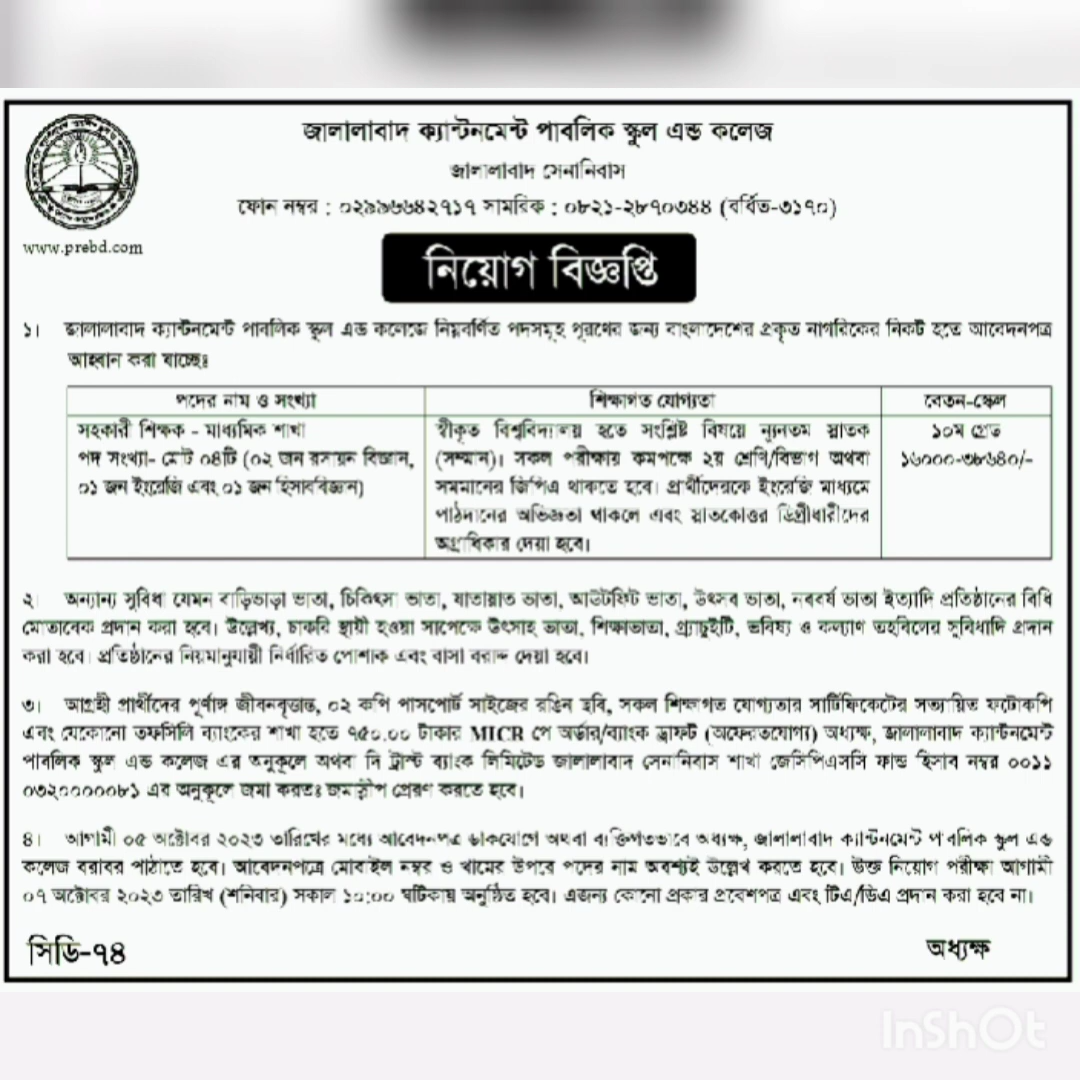 জালালাবাদ ক্যান্টনমেন্ট পাবলিক স্কুল এন্ড কলেজ
জালালাবাদ সেনানিবাস
ফোন নম্বর : ০২৯৯৬৬৪২৭১৭ সামরিক : ০৮২১-২৮৭০৩৪৪ (বর্ধিত-৩১৭০)
www.prebd.com
নিয়োগ বিজ্ঞপ্তি
১। জালালাবাদ ক্যান্টনমেন্ট পাবলিক স্কুল এন্ড কলেজে নিম্নবর্ণিত পদসমূহ পূরণের জন্য বাংলাদেশের প্রকৃত নাগরিকের নিকট হতে আবেদনপত্র
আহবান করা যাচ্ছেঃ
পদের নাম ও সংখ্যা
সহকারী শিক্ষক - মাধ্যমিক শাখা
পদ সংখ্যা- মোট ০৪টি (০২ জন রসায়ন বিজ্ঞান,
০১ জন ইংরেজি এবং ০১ জন হিসাববিজ্ঞান)
শিক্ষাগত যোগ্যতা
স্বীকৃত বিশ্ববিদ্যালয় হতে সংশ্লিষ্ট বিষয়ে ন্যূনতম স্নাতক
(সম্মান)। সকল পরীক্ষায় কমপক্ষে ২য় শ্রেণি/বিভাগ অথবা
সমমানের জিপিএ থাকতে হবে। প্রার্থীদেরকে ইংরেজি মাধ্যমে
পাঠদানের অভিজ্ঞতা থাকলে এবং স্নাতকোত্তর ডিগ্রীধারীদের
অগ্রাধিকার দেয়া হবে।
বেতন-স্কেল
১০ম গ্রেড
১৬০০০-৩৮৬৪০/-
২। অন্যান্য সুবিধা যেমন বাড়িভাড়া ভাতা, চিকিৎসা ভাতা, যাতায়াত ভাতা, আউটফিট ভাতা, উৎসব ভাতা, নববর্ষ ভাতা ইত্যাদি প্রতিষ্ঠানের বিধি
মোতাবেক প্রদান করা হবে। উল্লেখ্য, চাকরি স্থায়ী হওয়া সাপেক্ষে উৎসাহ ভাতা, শিক্ষাভাতা, গ্র্যাচুইটি, ভবিষ্য ও কল্যাণ তহবিলের সুবিধাদি প্রদান
করা হবে। প্রতিষ্ঠানের নিয়মানুযায়ী নির্ধারিত পোশাক এবং বাসা বরাদ্দ দেয়া হবে।
৩। আগ্রহী প্রার্থীদের পূর্ণাঙ্গ জীবনবৃত্তান্ত, ০২ কপি পাসপোর্ট সাইজের রঙিন ছবি, সকল শিক্ষাগত যোগ্যতার সার্টিফিকেটের সত্যায়িত ফটোকপি
এবং যেকোনো তফসিলি ব্যাংকের শাখা হতে ৭৫০.০০ টাকার MICR পে অর্ডার/ব্যাংক ড্রাফট (অফেরতযোগ্য) অধ্যক্ষ, জালালাবাদ ক্যান্টনমেন্ট
পাবলিক স্কুল এন্ড কলেজ এর অনুকূলে অথবা দি ট্রাস্ট ব্যাংক লিমিটেড জালালাবাদ সেনানিবাস শাখা জেসিপিএসসি ফান্ড হিসাব নম্বর ০০১১
০৩২০০০০০৮১ এর অনুকূলে জমা করতঃ জমাস্লীপ প্রেরণ করতে হবে।
৪। আগামী ০৫ অক্টোবর ২০২৩ তারিখের মধ্যে আবেদনপত্র ডাকযোগে অথবা ব্যক্তিগতভাবে অধ্যক্ষ, জালালাবাদ ক্যান্টনমেন্ট পাবলিক স্কুল এন্ড
কলেজ বরাবর পাঠাতে হবে। আবেদনপত্রে মোবাইল নম্বর ও খামের উপরে পদের নাম অবশ্যই উল্লেখ করতে হবে। উক্ত নিয়োগ পরীক্ষা আগামী
০৭ অক্টোবর ২০২৩ তারিখ (শনিবার) সকাল ১০:০০ ঘটিকায় অনুষ্ঠিত হবে। এজন্য কোনো প্রকার প্রবেশপত্র এবং টিএ/ডিএ প্রদান করা হবে না।
সিডি-৭৪
অধ্যক্ষ
InShOt